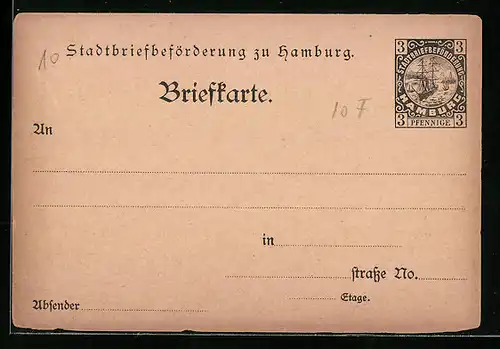 10
Stadtbriefbeförderung zu Hamburg.
3 3
STADTBRIEFBEFÖRDERUNG
HAMBURG
3 PFENNIGE 3
Briefkarte.
10 F
An
in
straße No.
Etage.
Absender